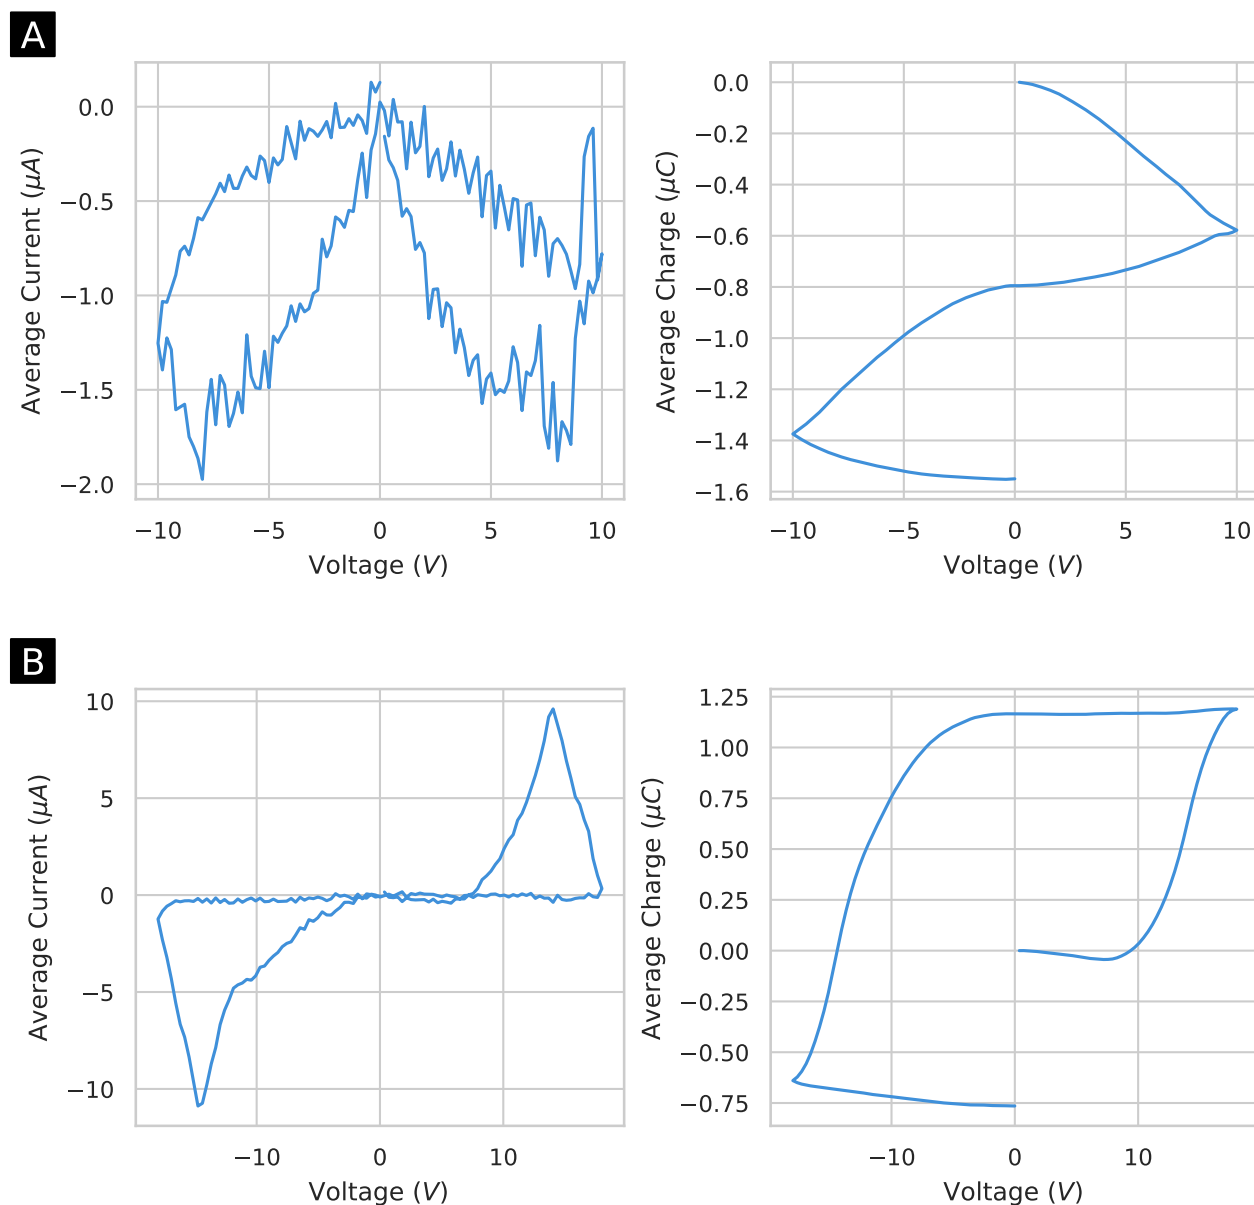 A
0.0
−0.5
−1.0
−1.5
−2.0
Average Current (μA)
−10 −5 0 5 10
Voltage (V)
0.0
−0.2
−0.4
−0.6
−0.8
−1.0
−1.2
−1.4
−1.6
Average Charge (μC)
−10 −5 0 5 10
Voltage (V)
B
10
5
0
−5
−10
Average Current (μA)
−10 0 10
Voltage (V)
1.25
1.00
0.75
0.50
0.25
0.00
−0.25
−0.50
−0.75
Average Charge (μC)
−10 0 10
Voltage (V)